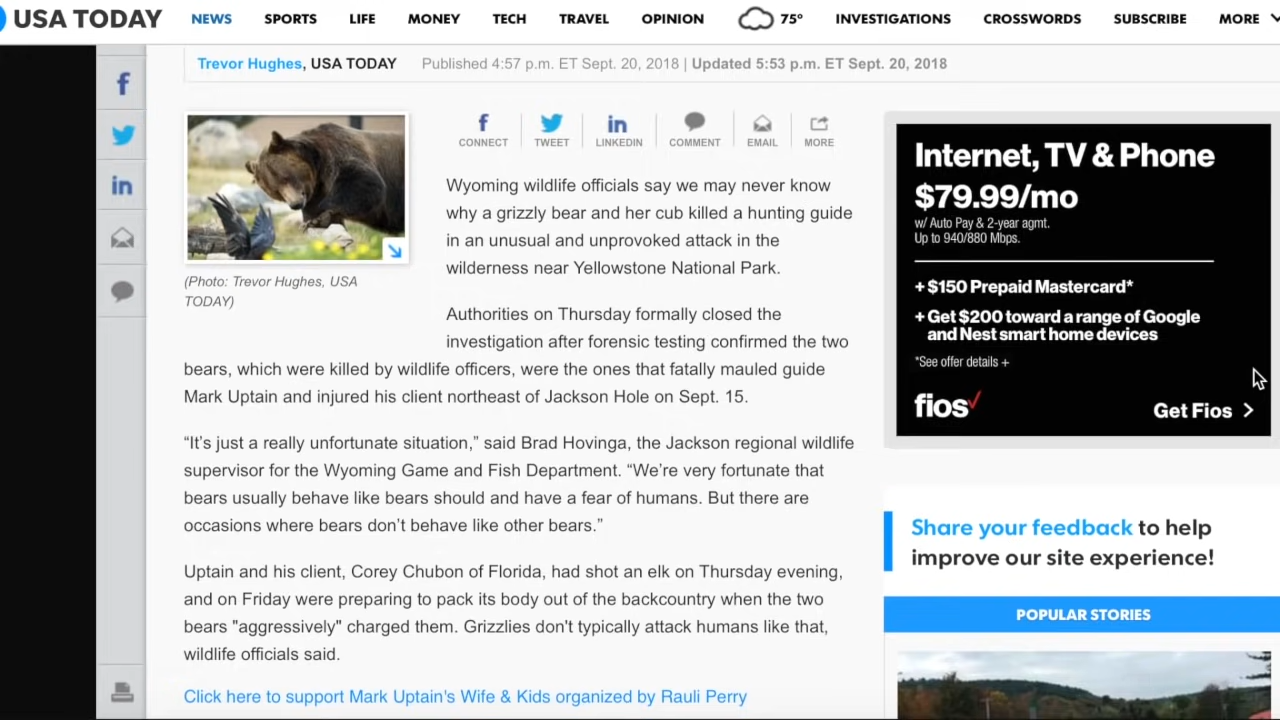 USA TODAY
NEWS
SPORTS
LIFE
MONEY
TECH
TRAVEL
OPINION
75°
INVESTIGATIONS
CROSSWORDS
SUBSCRIBE
MORE
Trevor Hughes, USA TODAY
Published 4:57 p.m. ET Sept. 20, 2018 | Updated 5:53 p.m. ET Sept. 20, 2018
(Photo: Trevor Hughes, USA
TODAY)
CONNECT
TWEET
LINKEDIN
COMMENT
EMAIL
MORE
Wyoming wildlife officials say we may never know
why a grizzly bear and her cub killed a hunting guide
in an unusual and unprovoked attack in the
wilderness near Yellowstone National Park.
Authorities on Thursday formally closed the
investigation after forensic testing confirmed the two
bears, which were killed by wildlife officers, were the ones that fatally mauled guide
Mark Uptain and injured his client northeast of Jackson Hole on Sept. 15.
“It’s just a really unfortunate situation,” said Brad Hovinga, the Jackson regional wildlife
supervisor for the Wyoming Game and Fish Department. “We’re very fortunate that
bears usually behave like bears should and have a fear of humans. But there are
occasions where bears don’t behave like other bears.”
Uptain and his client, Corey Chubon of Florida, had shot an elk on Thursday evening,
and on Friday were preparing to pack its body out of the backcountry when the two
bears "aggressively" charged them. Grizzlies don't typically attack humans like that,
wildlife officials said.
Click here to support Mark Uptain's Wife & Kids organized by Rauli Perry
Internet, TV & Phone
$79.99/mo
w/ Auto Pay & 2-year agmt.
Up to 940/880 Mbps.
+ $150 Prepaid Mastercard*
+ Get $200 toward a range of Google
and Nest smart home devices
*See offer details +
fios
Get Fios >
Share your feedback to help
improve our site experience!
POPULAR STORIES